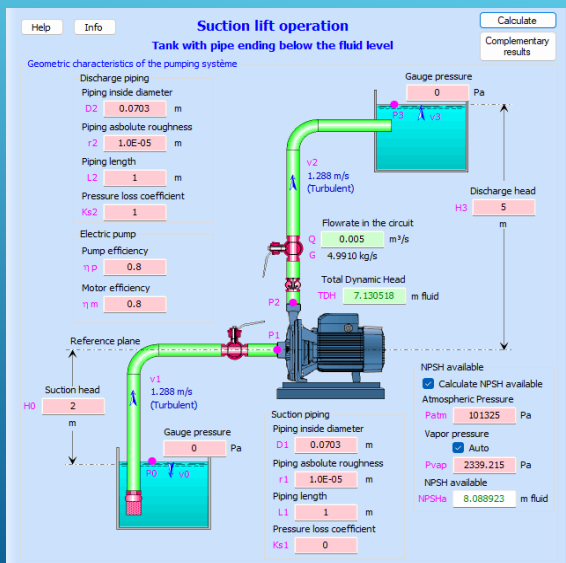 Help
Info
Suction lift operation
Calculate
Tank with pipe ending below the fluid level
Complementary
results
Geometric characteristics of the pumping système
Discharge piping
Piping inside diameter
D2 0.0703 m
Piping asbolute roughness
r2 1.0E-05 m
Piping length
L2 1 m
Pressure loss coefficient
Ks2 1
Electric pump
Pump efficiency
η p 0.8
Motor efficiency
η m 0.8
Gauge pressure
0 Pa
P3
v3
v2
1.288 m/s
(Turbulent)
Discharge head
H3 5
m
Flowrate in the circuit
Q 0.005 m³/s
G 4.9910 kg/s
Total Dynamic Head
TDH 7.130518 m fluid
P2
P1
Reference plane
v1
1.288 m/s
(Turbulent)
Suction head
H0 2
m
Gauge pressure
0 Pa
P0
v0
Suction piping
Piping inside diameter
D1 0.0703 m
Piping asbolute roughness
r1 1.0E-05 m
Piping length
L1 1 m
Pressure loss coefficient
Ks1 0
NPSH available
Calculate NPSH available
Atmospheric Pressure
Patm 101325 Pa
Vapor pressure
Auto
Pvap 2339.215 Pa
NPSH available
NPSHa 8.088923 m fluid